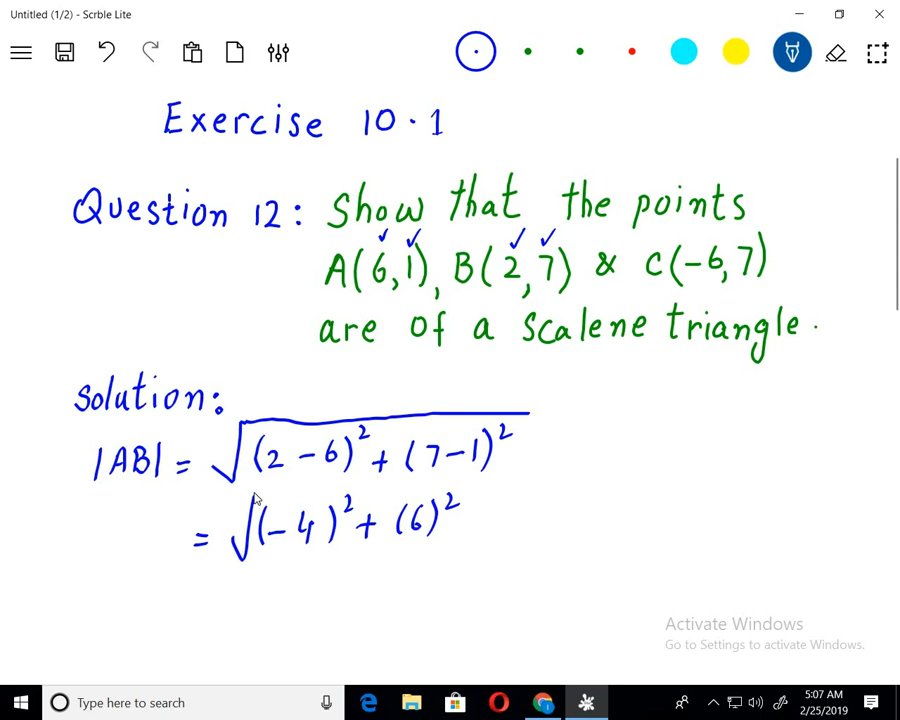 Untitled (1/2) - Scrble Lite
Exercise 10.1
Question 12: Show that the points
A(6,1), B(2,7) & C(-6,7)
are of a scalene triangle.
Solution:
|AB| = √(2-6)² + (7-1)²
= √(-4)² + (6)²
Activate Windows
Go to Settings to activate Windows.
Type here to search
5:07 AM
2/25/2019